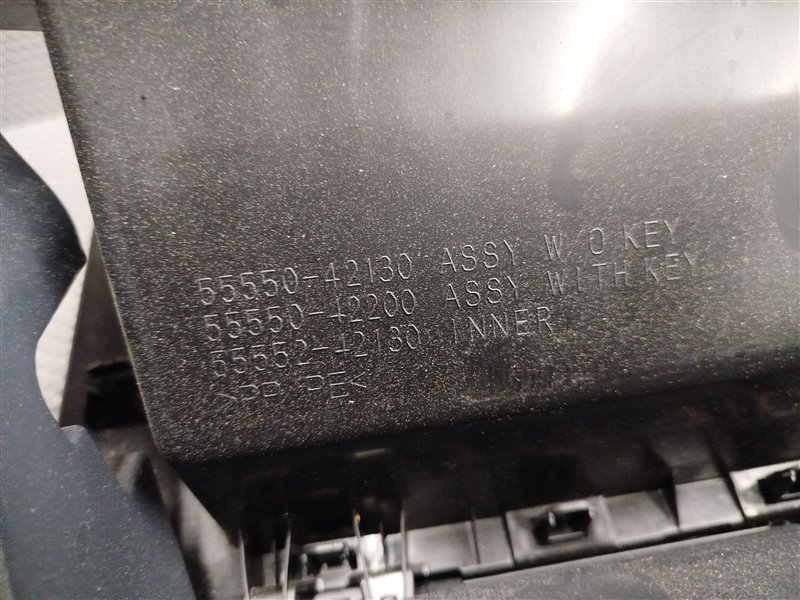 55550-42130 ASSY W/O KEY
55550-42200 ASSY WITH KEY
55552-42130 INNER
<PP/PE<